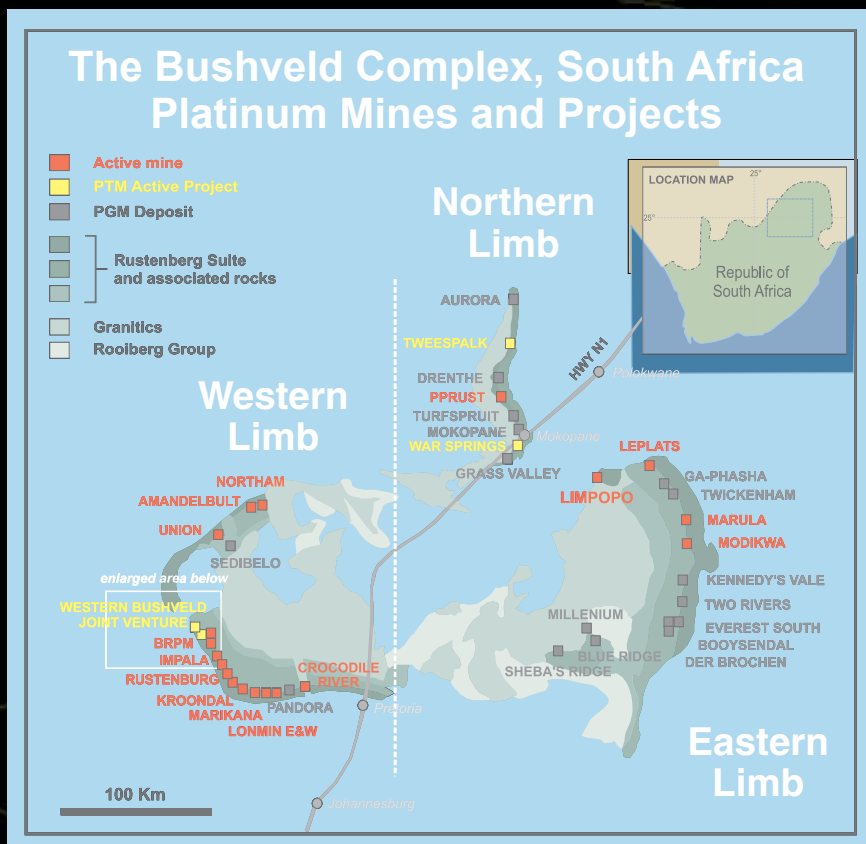 The Bushveld Complex, South Africa
Platinum Mines and Projects
Active mine
PTM Active Project
PGM Deposit
Rustenberg Suite
and associated rocks
Granitics
Rooiberg Group
Northern
Limb
LOCATION MAP
25°
25°
Republic of
South Africa
AURORA
TWEESPALK
DRENTHE
PPRUST
TURFSPRUIT
MOKOPANE
WAR SPRINGS
GRASS VALLEY
HWY N1
Polokwane
Mokopane
Western
Limb
NORTHAM
AMANDELBULT
UNION
SEDIBELO
enlarged area below
WESTERN BUSHVELD
JOINT VENTURE
BRPM
IMPALA
RUSTENBURG
KROONDAL
MARIKANA
LONMIN E&W
PANDORA
CROCODILE
RIVER
Pretoria
Johannesburg
LEPLATS
LIMPOPO
GA-PHASHA
TWICKENHAM
MARULA
MODIKWA
KENNEDY'S VALE
TWO RIVERS
EVEREST SOUTH
BOOYSENDAL
DER BROCHEN
MILLENIUM
BLUE RIDGE
SHEBA'S RIDGE
Eastern
Limb
100 Km